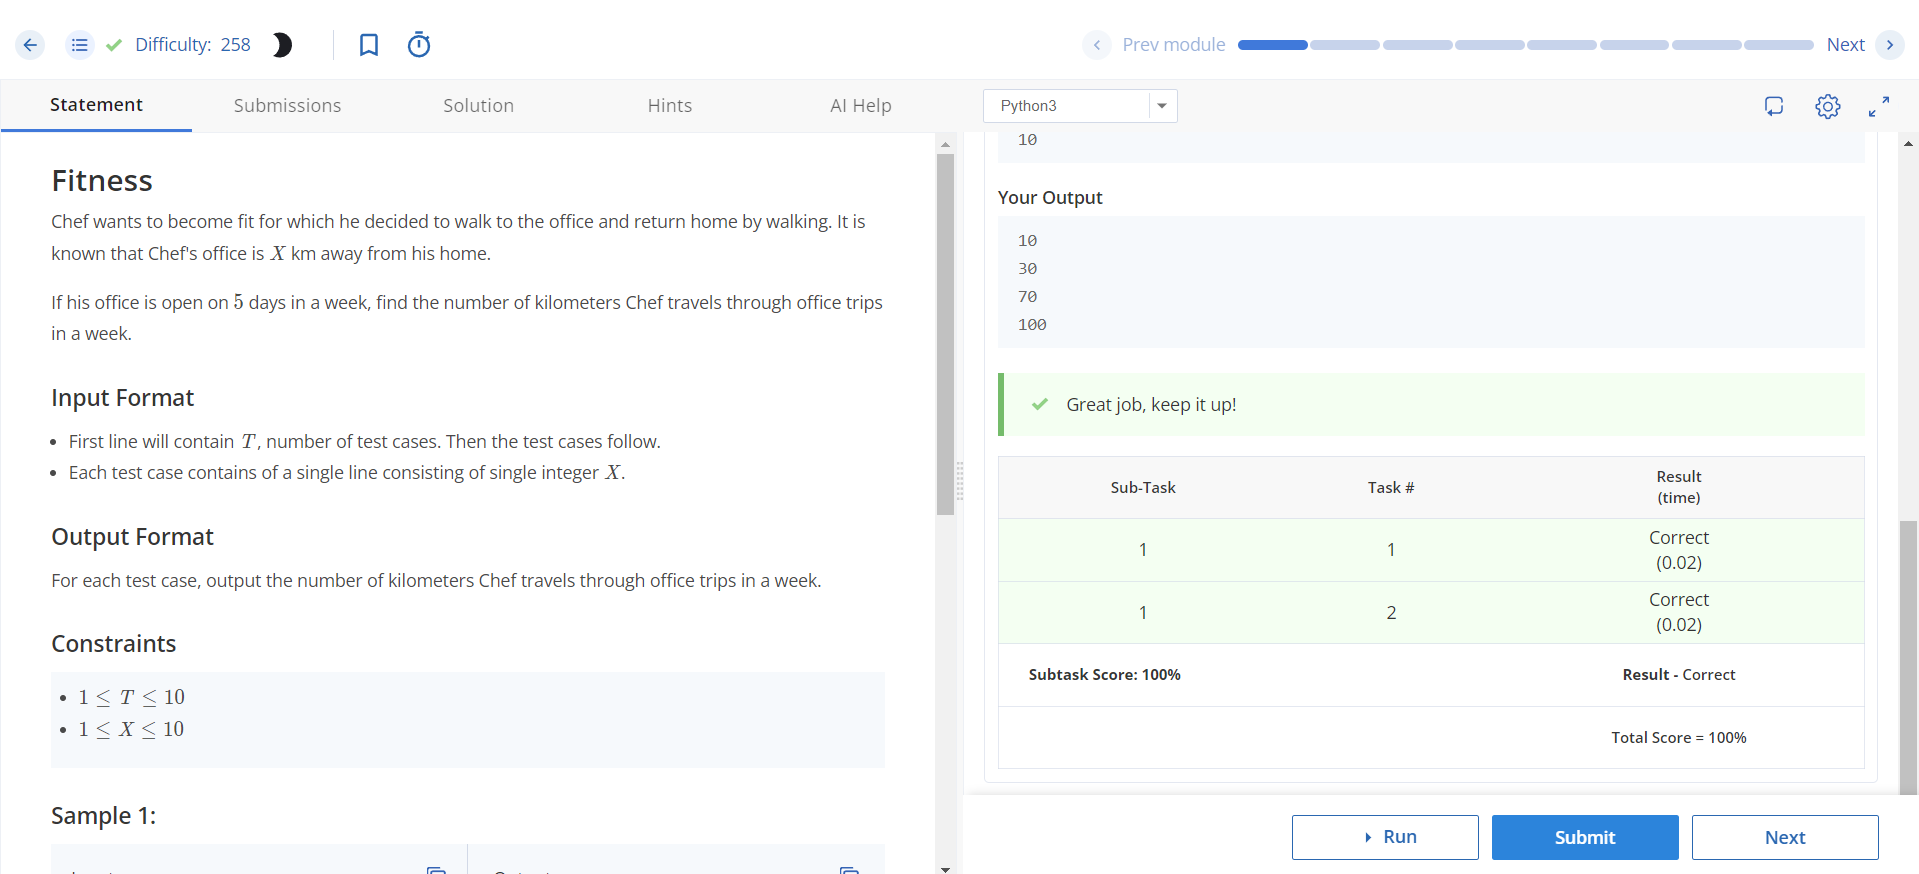 Difficulty: 258
Prev module
Next
Statement
Submissions
Solution
Hints
AI Help
Python3
Fitness
Chef wants to become fit for which he decided to walk to the office and return home by walking. It is
known that Chef's office is X km away from his home.
If his office is open on 5 days in a week, find the number of kilometers Chef travels through office trips
in a week.
Input Format
• First line will contain T, number of test cases. Then the test cases follow.
• Each test case contains of a single line consisting of single integer X.
Output Format
For each test case, output the number of kilometers Chef travels through office trips in a week.
Constraints
• 1 ≤ T ≤ 10
• 1 ≤ X ≤ 10
Sample 1:
10
Your Output
10
30
70
100
Great job, keep it up!
Sub-Task
Task #
Result
(time)
1
1
Correct
(0.02)
1
2
Correct
(0.02)
Subtask Score: 100%
Result - Correct
Total Score = 100%
Run
Submit
Next